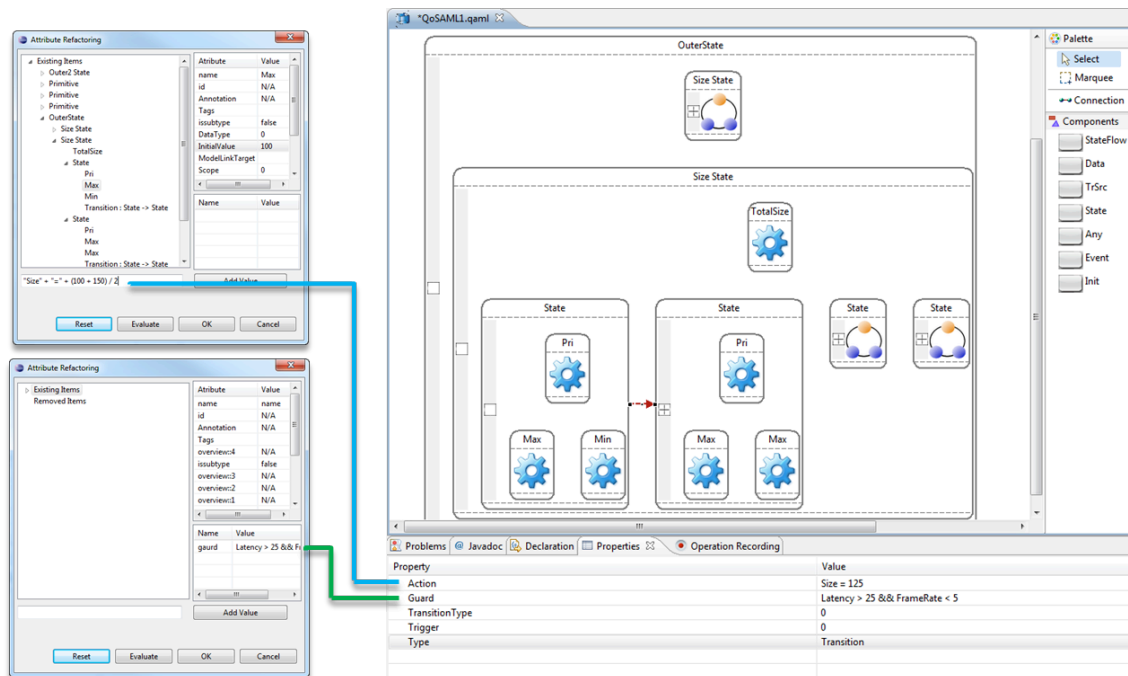 Attribute Refactoring
Existing Items
Outer2 State
Primitive
Primitive
Primitive
OuterState
Size State
Size State
TotalSize
State
Pri
Max
Min
Transition : State -> State
State
Pri
Max
Max
Transition : State -> State
Attribute Value
name Max
id N/A
Annotation N/A
Tags
issubtype false
DataType 0
InitialValue 100
ModelLinkTarget
Scope 0
Name Value
"Size" + "=" + (100 + 150) / 2
Add Value
Reset Evaluate OK Cancel
Attribute Refactoring
Existing Items
Removed Items
Atribute Value
name name
id N/A
Annotation N/A
Tags
overview::4 N/A
issubtype false
overview::3 N/A
overview::2 N/A
overview::1 N/A
Name Value
gaurd Latency > 25 && Fr
Add Value
Reset Evaluate OK Cancel
*QoSAML1.qaml
OuterState
Size State
Size State
TotalSize
State State State State
Pri Pri
Max Min Max Max
Palette
Select
Marquee
Connection
Components
StateFlow
Data
TrSrc
State
Any
Event
Init
Problems @ Javadoc Declaration Properties Operation Recording
Property Value
Action Size = 125
Guard Latency > 25 && FrameRate < 5
TransitionType 0
Trigger 0
Type Transition